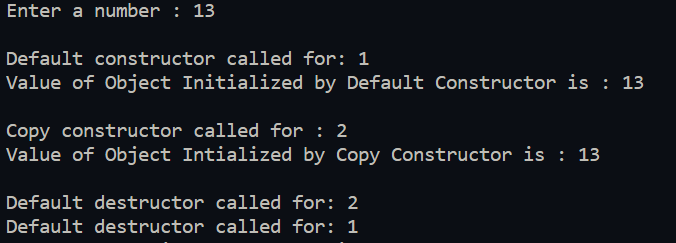 Enter a number : 13
Default constructor called for: 1
Value of Object Initialized by Default Constructor is : 13
Copy constructor called for : 2
Value of Object Intialized by Copy Constructor is : 13
Default destructor called for: 2
Default destructor called for: 1